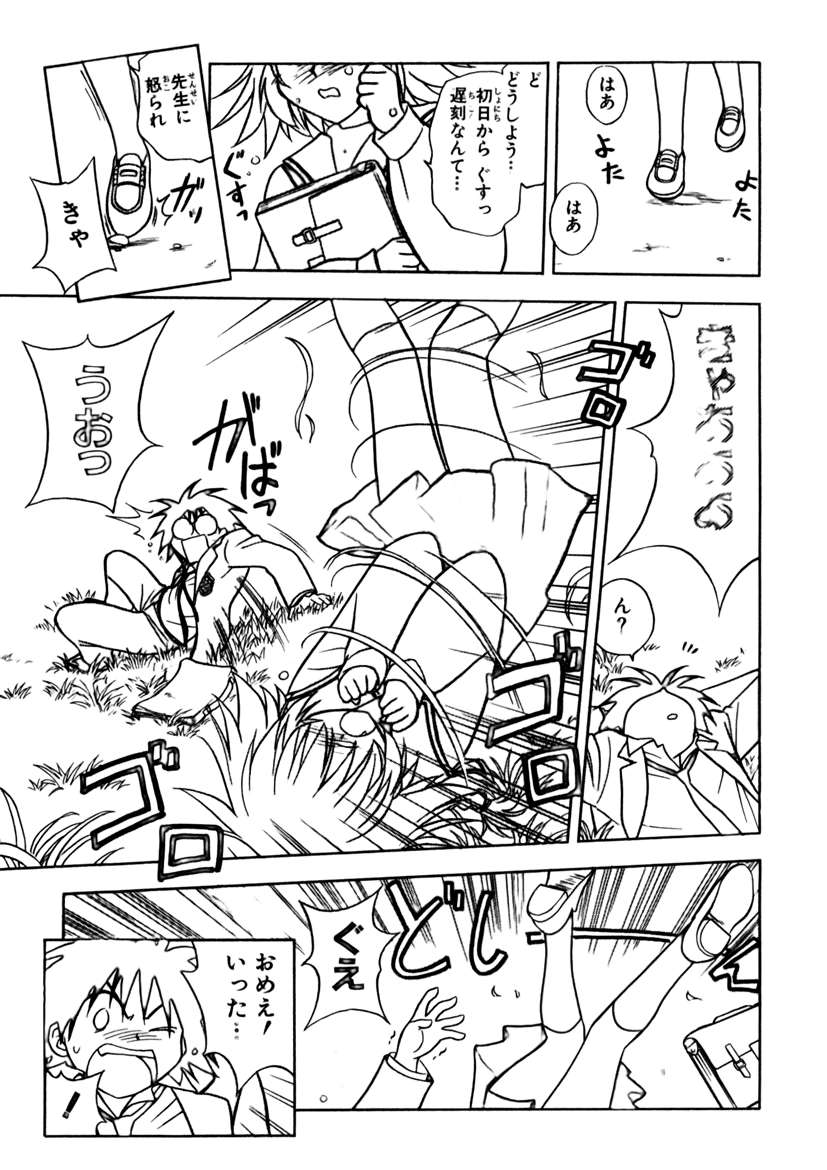 はあ
よた
よた
はあ
ど
どうしよう…
初日から ぐすっ
遅刻なんて…
ぐすっ
先生に
怒られ
ガッ
きゃ
きゃあああ
ん?
ゴロ
ゴロ
ゴロ
がばっ
うおっ
どしーっ
ぐえ
おめえ!
いった…
!